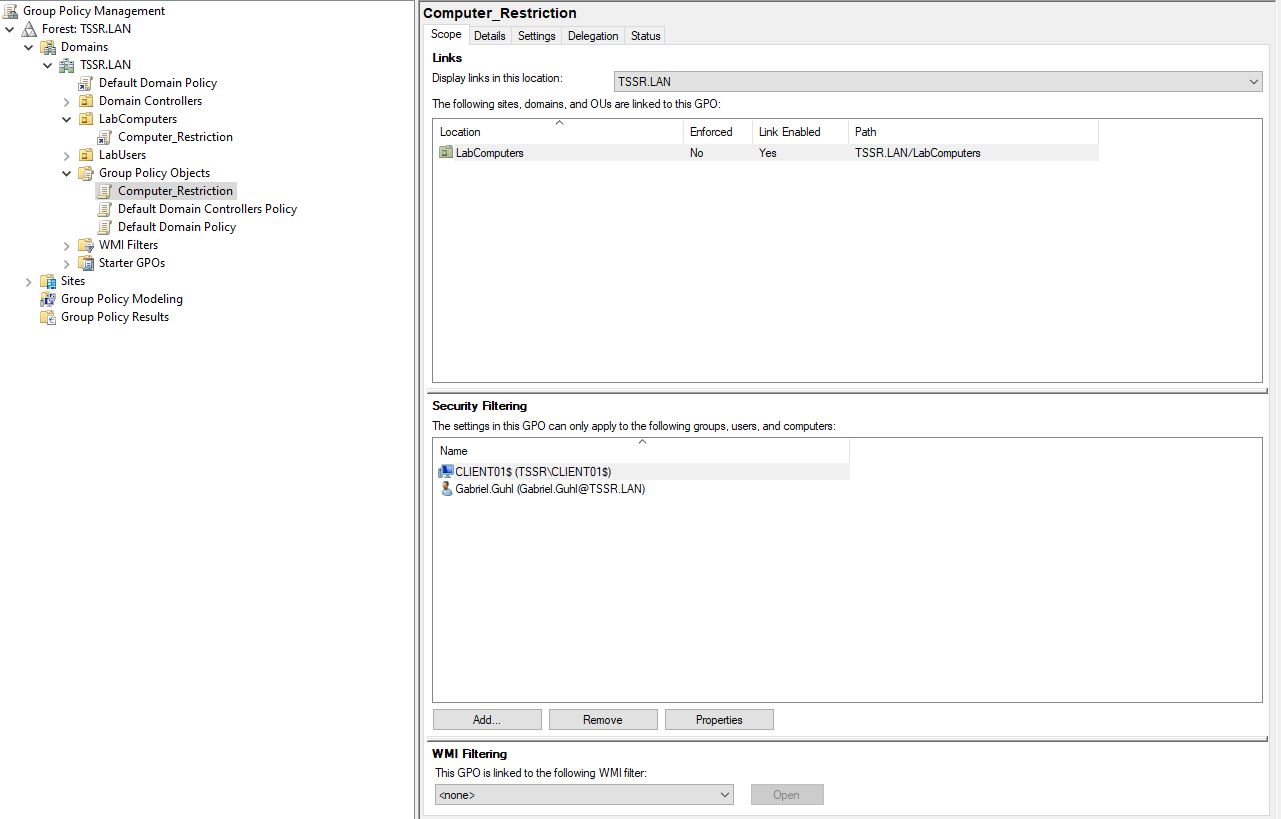 Group Policy Management
Forest: TSSR.LAN
Domains
TSSR.LAN
Default Domain Policy
Domain Controllers
LabComputers
Computer_Restriction
LabUsers
Group Policy Objects
Computer_Restriction
Default Domain Controllers Policy
Default Domain Policy
WMI Filters
Starter GPOs
Sites
Group Policy Modeling
Group Policy Results
Computer_Restriction
Scope Details Settings Delegation Status
Links
Display links in this location: TSSR.LAN
The following sites, domains, and OUs are linked to this GPO:
Location Enforced Link Enabled Path
LabComputers No Yes TSSR.LAN/LabComputers
Security Filtering
The settings in this GPO can only apply to the following groups, users, and computers:
Name
CLIENT01$ (TSSR\CLIENT01$)
Gabriel.Guhl (Gabriel.Guhl@TSSR.LAN)
Add... Remove Properties
WMI Filtering
This GPO is linked to the following WMI filter:
<none> Open